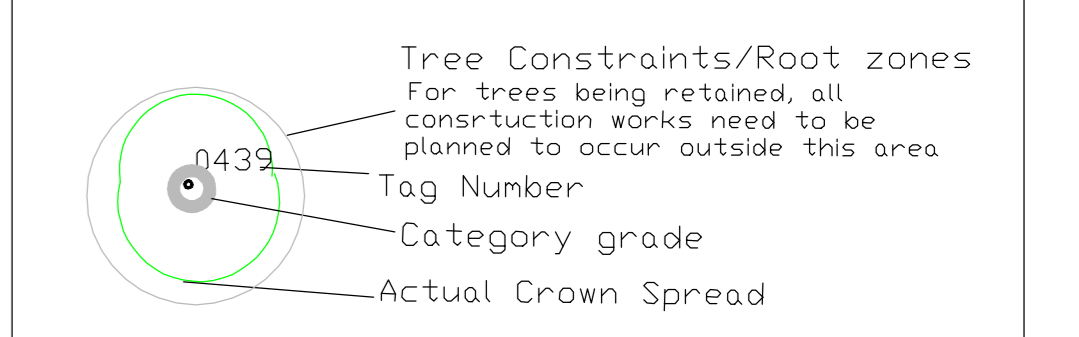 Tree Constraints/Root zones
For trees being retained, all
consrtuction works need to be
planned to occur outside this area
0439
Tag Number
Category grade
Actual Crown Spread